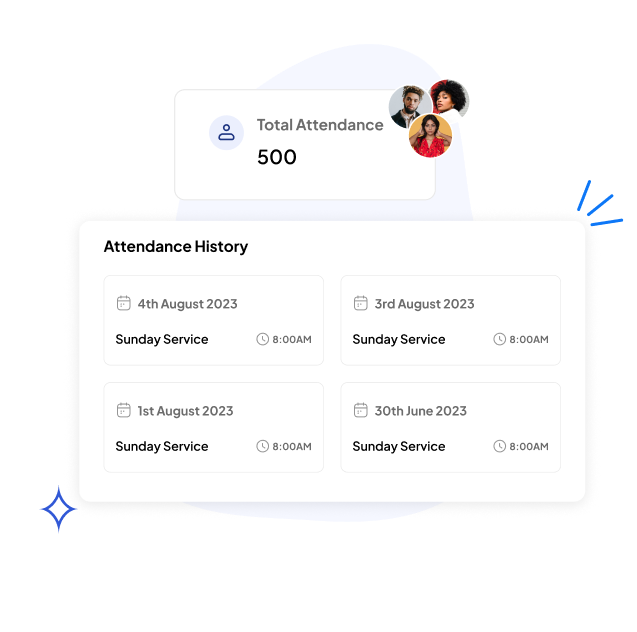 Total Attendance
500
Attendance History
4th August 2023
Sunday Service 8:00AM
3rd August 2023
Sunday Service 8:00AM
1st August 2023
Sunday Service 8:00AM
30th June 2023
Sunday Service 8:00AM